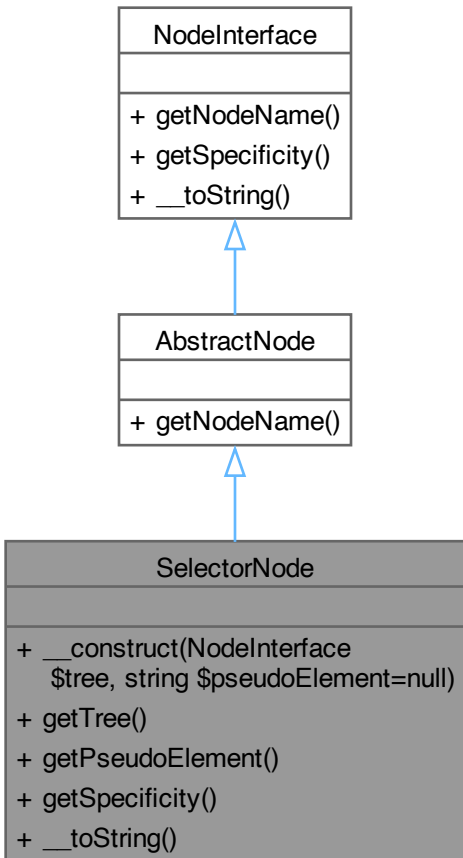 NodeInterface
+ getNodeName()
+ getSpecificity()
+ __toString()
AbstractNode
+ getNodeName()
SelectorNode
+ __construct(NodeInterface
$tree, string $pseudoElement=null)
+ getTree()
+ getPseudoElement()
+ getSpecificity()
+ __toString()